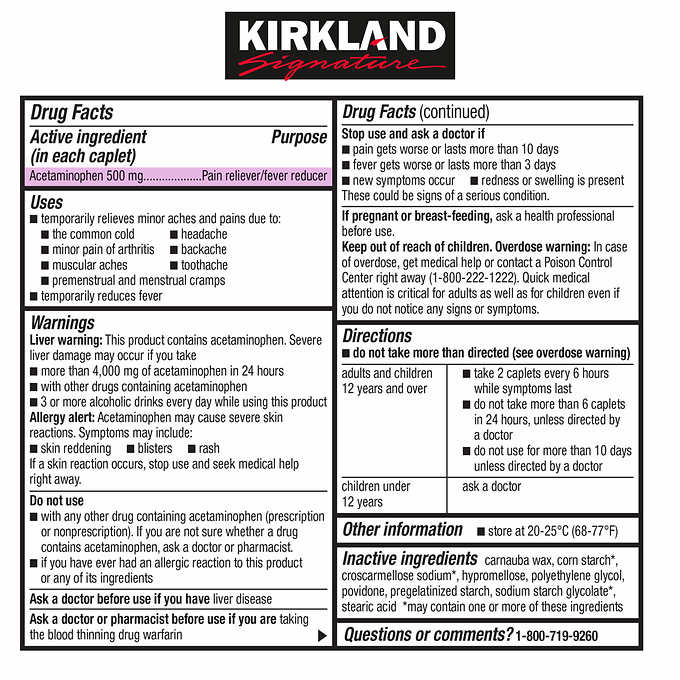 KIRKLAND
Signature
Drug Facts
Active ingredient Purpose
(in each caplet)
Acetaminophen 500 mg...................Pain reliever/fever reducer
Uses
■ temporarily relieves minor aches and pains due to:
■ the common cold ■ headache
■ minor pain of arthritis ■ backache
■ muscular aches ■ toothache
■ premenstrual and menstrual cramps
■ temporarily reduces fever
Warnings
Liver warning: This product contains acetaminophen. Severe
liver damage may occur if you take
■ more than 4,000 mg of acetaminophen in 24 hours
■ with other drugs containing acetaminophen
■ 3 or more alcoholic drinks every day while using this product
Allergy alert: Acetaminophen may cause severe skin
reactions. Symptoms may include:
■ skin reddening ■ blisters ■ rash
If a skin reaction occurs, stop use and seek medical help
right away.
Do not use
■ with any other drug containing acetaminophen (prescription
or nonprescription). If you are not sure whether a drug
contains acetaminophen, ask a doctor or pharmacist.
■ if you have ever had an allergic reaction to this product
or any of its ingredients
Ask a doctor before use if you have liver disease
Ask a doctor or pharmacist before use if you are taking
the blood thinning drug warfarin
Drug Facts (continued)
Stop use and ask a doctor if
■ pain gets worse or lasts more than 10 days
■ fever gets worse or lasts more than 3 days
■ new symptoms occur ■ redness or swelling is present
These could be signs of a serious condition.
If pregnant or breast-feeding, ask a health professional
before use.
Keep out of reach of children. Overdose warning: In case
of overdose, get medical help or contact a Poison Control
Center right away (1-800-222-1222). Quick medical
attention is critical for adults as well as for children even if
you do not notice any signs or symptoms.
Directions
■ do not take more than directed (see overdose warning)
adults and children ■ take 2 caplets every 6 hours
12 years and over while symptoms last
■ do not take more than 6 caplets
in 24 hours, unless directed by
a doctor
■ do not use for more than 10 days
unless directed by a doctor
children under ask a doctor
12 years
Other information ■ store at 20-25°C (68-77°F)
Inactive ingredients carnauba wax, corn starch*,
croscarmellose sodium*, hypromellose, polyethylene glycol,
povidone, pregelatinized starch, sodium starch glycolate*,
stearic acid *may contain one or more of these ingredients
Questions or comments? 1-800-719-9260